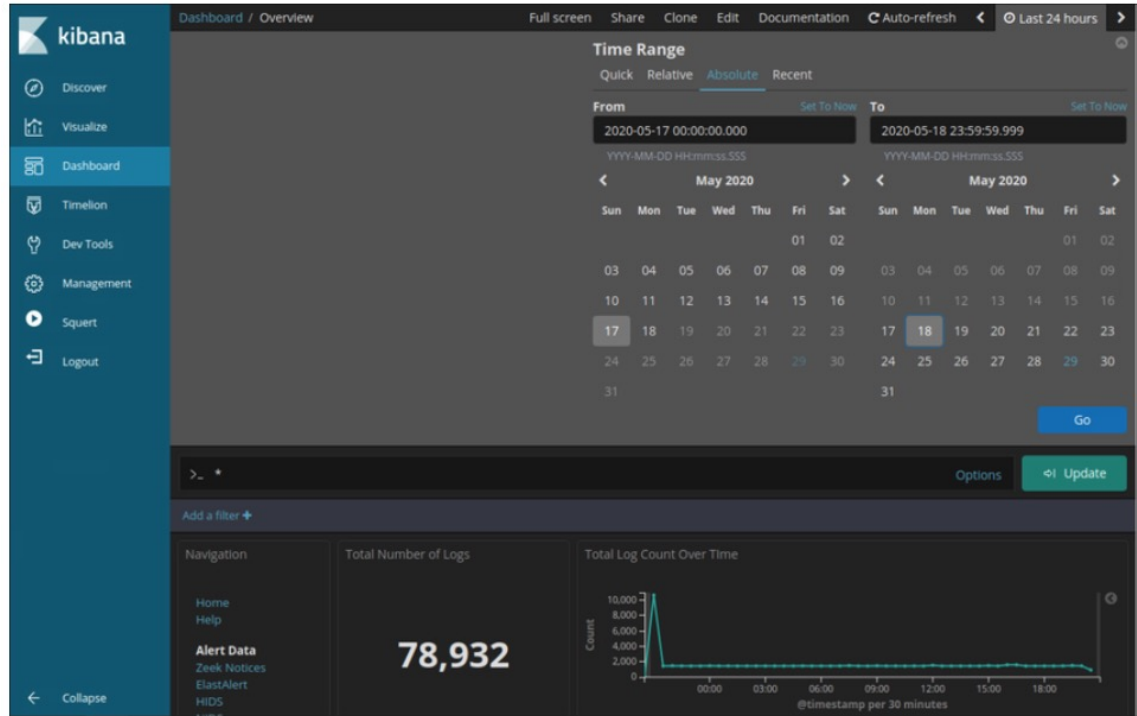 kibana
Discover
Visualize
Dashboard
Timelion
Dev Tools
Management
Squert
Logout
Collapse
Dashboard / Overview
Full screen Share Clone Edit Documentation Auto-refresh Last 24 hours
Time Range
Quick Relative Absolute Recent
From Set To Now To Set To Now
2020-05-17 00:00:00.000 2020-05-18 23:59:59.999
YYYY-MM-DD HH:mm:ss.SSS YYYY-MM-DD HH:mm:ss.SSS
May 2020 May 2020
Sun Mon Tue Wed Thu Fri Sat Sun Mon Tue Wed Thu Fri Sat
01 02 01 02
03 04 05 06 07 08 09 03 04 05 06 07 08 09
10 11 12 13 14 15 16 10 11 12 13 14 15 16
17 18 19 20 21 22 23 17 18 19 20 21 22 23
24 25 26 27 28 29 30 24 25 26 27 28 29 30
31 31
Go
>_ * Options Update
Add a filter +
Navigation
Home
Help
Alert Data
Zeek Notices
ElastAlert
HIDS
Total Number of Logs
78,932
Total Log Count Over TIme
Count
10,000
8,000
6,000
4,000
2,000
0
00:00 03:00 06:00 09:00 12:00 15:00 18:00
@timestamp per 30 minutes